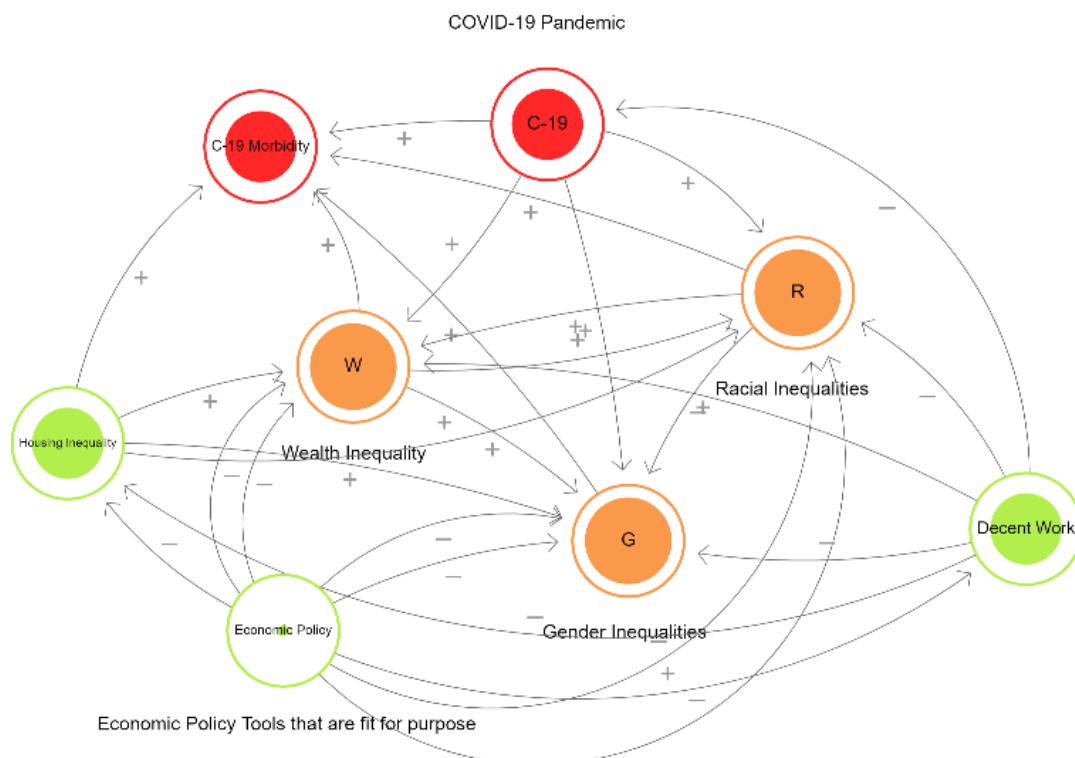 COVID-19 Pandemic
C-19
C-19 Morbidity
R
W
Racial Inequalities
Housing Inequality
Wealth Inequality
Decent Work
G
Economic Policy
Gender Inequalities
Economic Policy Tools that are fit for purpose